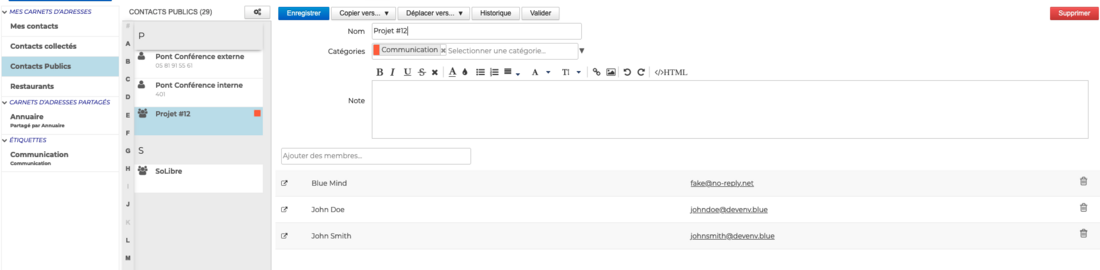 MES CARNETS D'ADRESSES
Mes contacts
Contacts collectés
Contacts Publics
Restaurants
CARNETS D'ADRESSES PARTAGÉS
Annuaire
Partagé par Annuaire
ÉTIQUETTES
Communication
Communication
CONTACTS PUBLICS (29)
#
A
B
C
D
E
F
G
H
I
J
K
L
M
P
Pont Conférence externe
05 81 91 55 61
Pont Conférence interne
401
Projet #12
S
SoLibre
Enregistrer
Copier vers...
Déplacer vers...
Historique
Valider
Supprimer
Nom
Projet #12
Catégories
Communication
Selectionner une catégorie...
B I U S A A T </>HTML
Note
Ajouter des membres...
Blue Mind fake@no-reply.net
John Doe johndoe@devenv.blue
John Smith johnsmith@devenv.blue